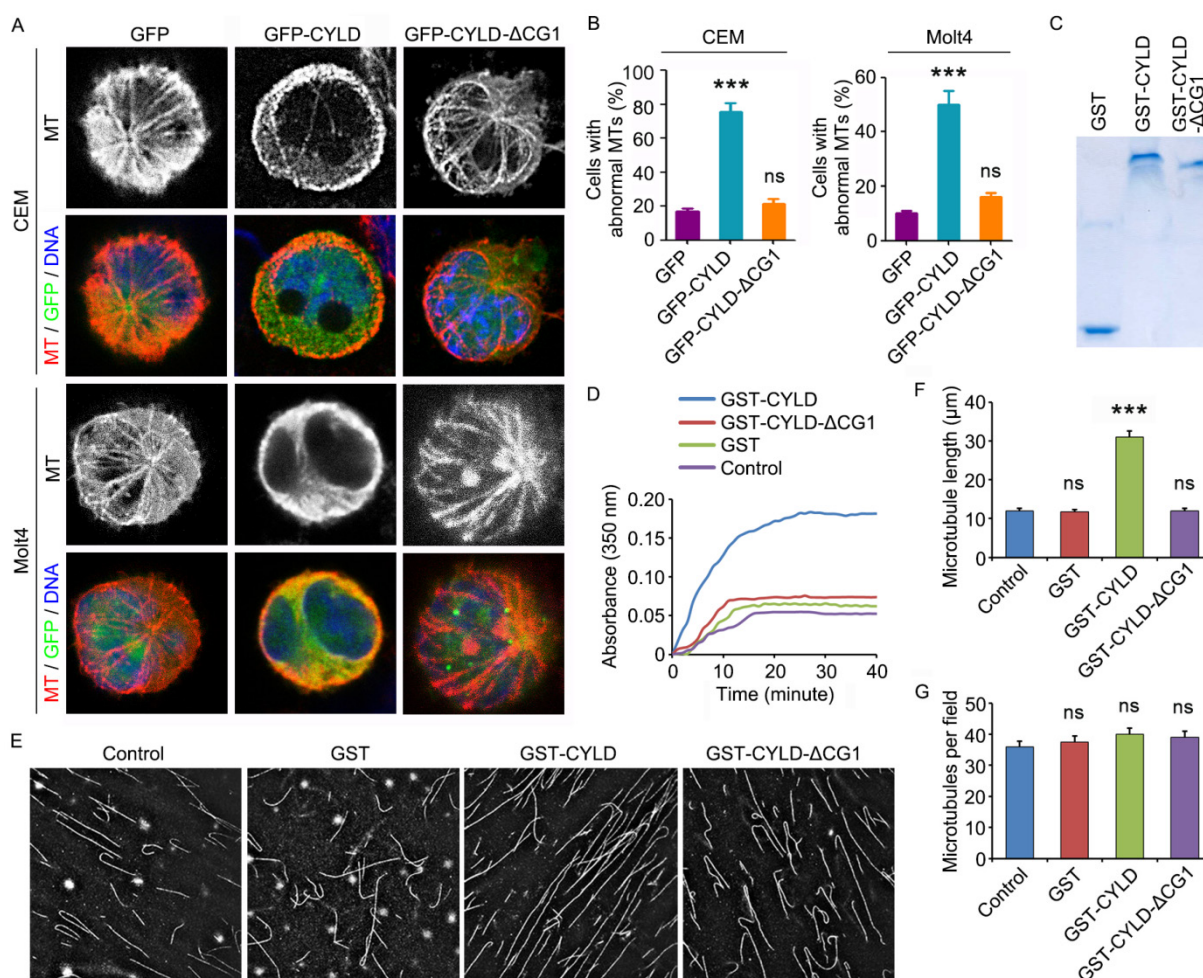 A
GFP
GFP-CYLD
GFP-CYLD-ΔCG1
CEM
MT
MT / GFP / DNA
Molt4
MT
MT / GFP / DNA
B
CEM
Cells with
abnormal MTs (%)
100
80
60
40
20
0
***
ns
GFP
GFP-CYLD
GFP-CYLD-ΔCG1
Molt4
Cells with
abnormal MTs (%)
60
40
20
0
***
ns
GFP
GFP-CYLD
GFP-CYLD-ΔCG1
C
GST
GST-CYLD
GST-CYLD
-ΔCG1
D
GST-CYLD
GST-CYLD-ΔCG1
GST
Control
Absorbance (350 nm)
0.20
0.15
0.10
0.05
0
0 10 20 30 40
Time (minute)
E
Control
GST
GST-CYLD
GST-CYLD-ΔCG1
F
Microtubule length (μm)
40
30
20
10
0
ns
***
ns
Control
GST
GST-CYLD
GST-CYLD-ΔCG1
G
Microtubules per field
50
40
30
20
10
0
ns
ns
ns
Control
GST
GST-CYLD
GST-CYLD-ΔCG1